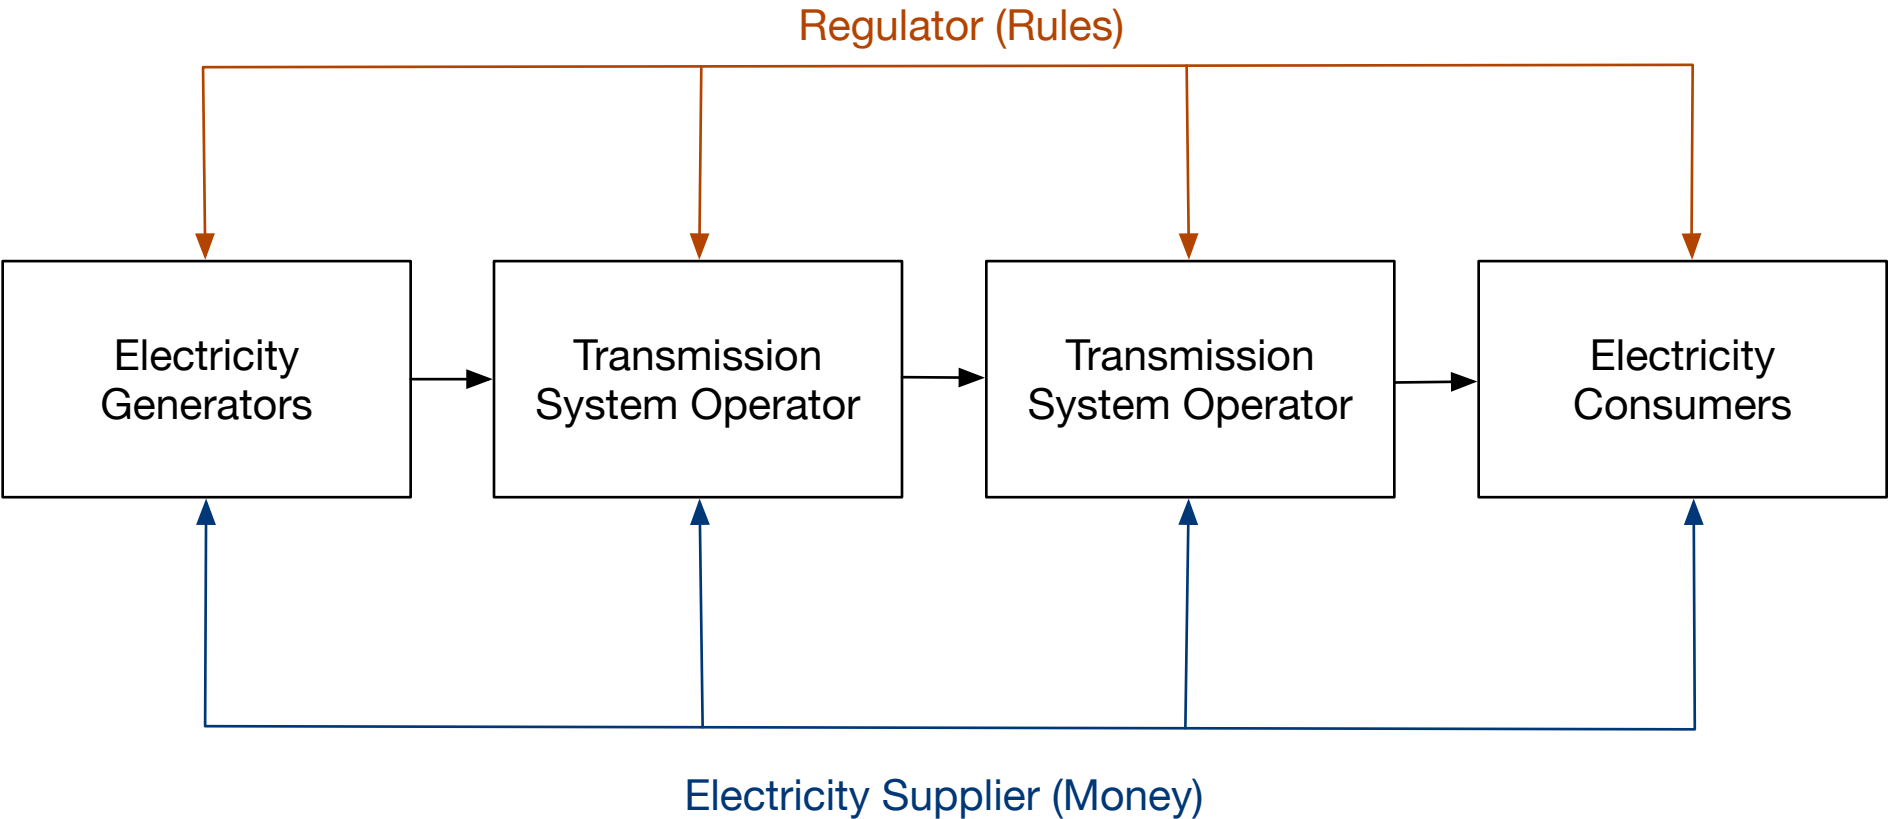 Regulator (Rules)
Electricity
Generators
Transmission
System Operator
Transmission
System Operator
Electricity
Consumers
Electricity Supplier (Money)